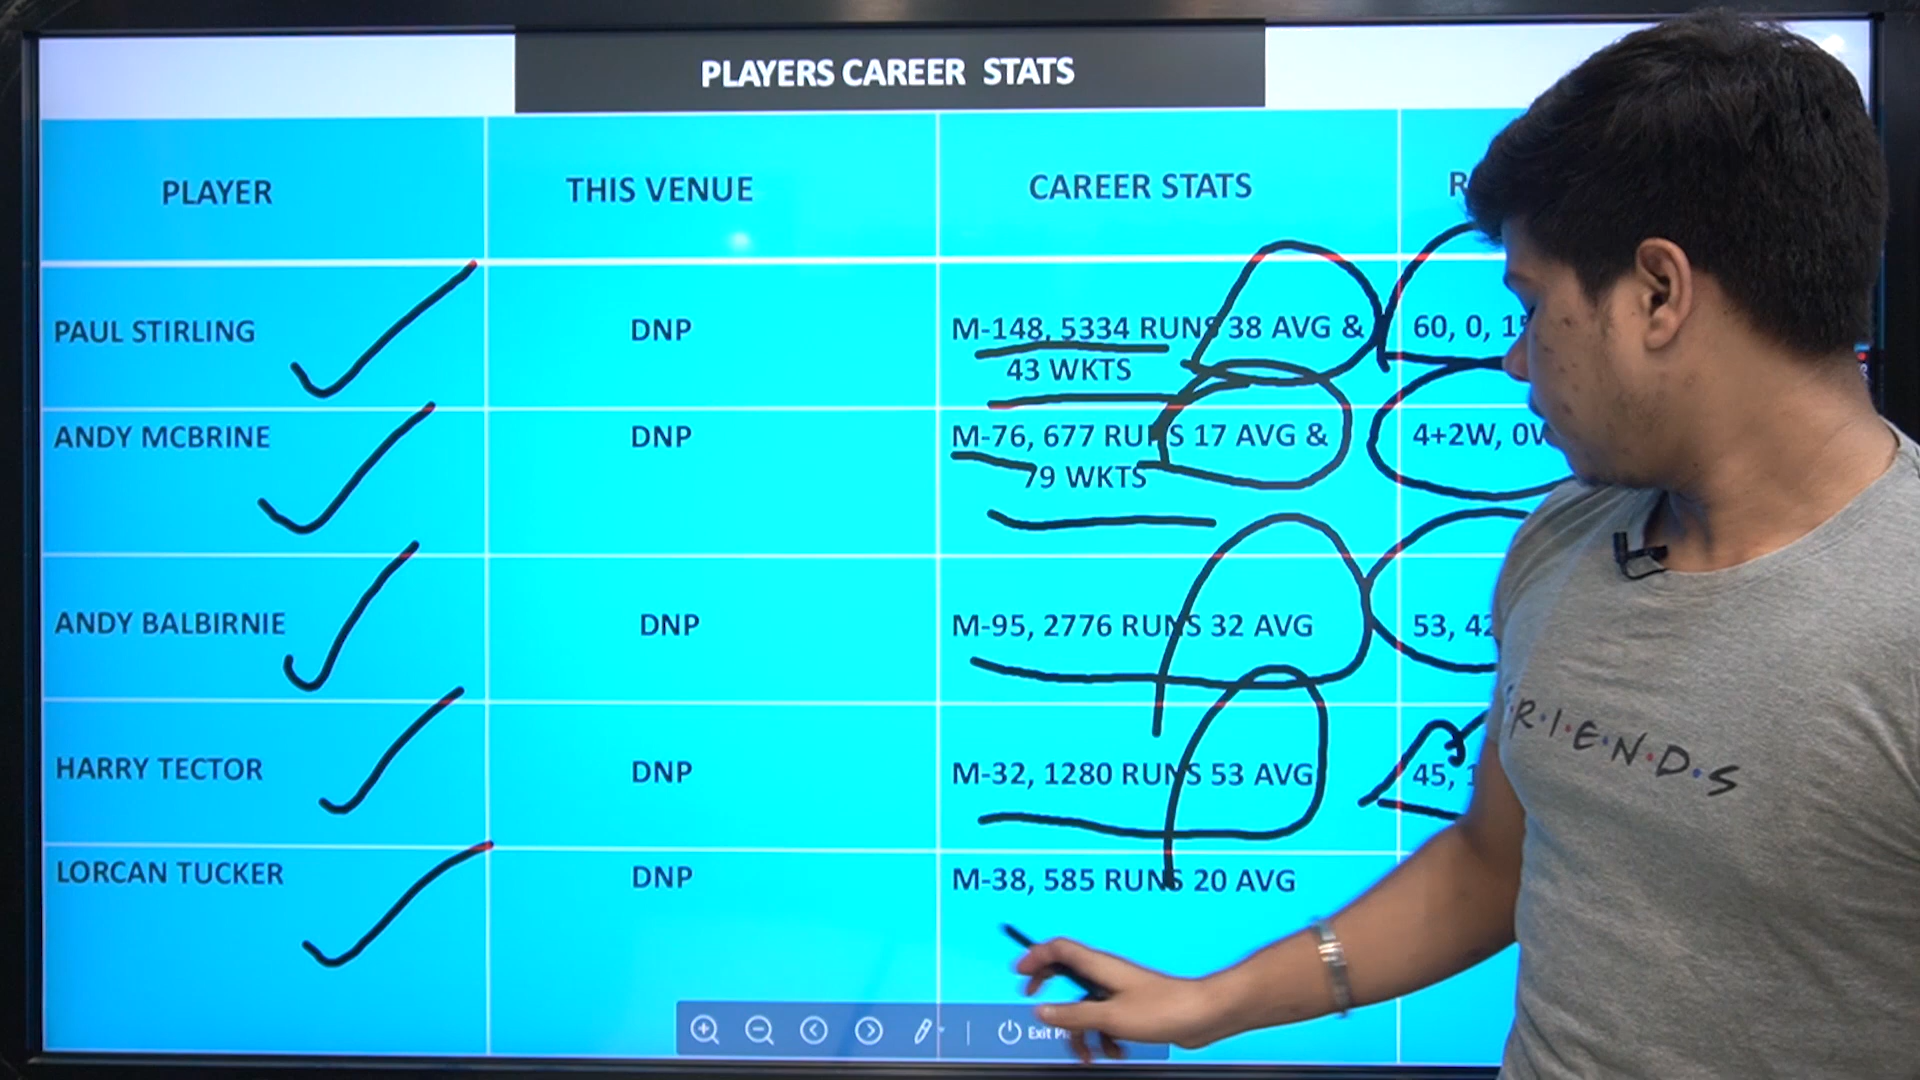 PLAYERS CAREER STATS
PLAYER
THIS VENUE
CAREER STATS
PAUL STIRLING
DNP
M-148, 5334 RUNS 38 AVG &
43 WKTS
60, 0,
ANDY MCBRINE
DNP
M-76, 677 RUNS 17 AVG &
79 WKTS
4+2W,
ANDY BALBIRNIE
DNP
M-95, 2776 RUNS 32 AVG
53, 42
HARRY TECTOR
DNP
M-32, 1280 RUNS 53 AVG
45,
LORCAN TUCKER
DNP
M-38, 585 RUNS 20 AVG
Exit
F·R·I·E·N·D·S